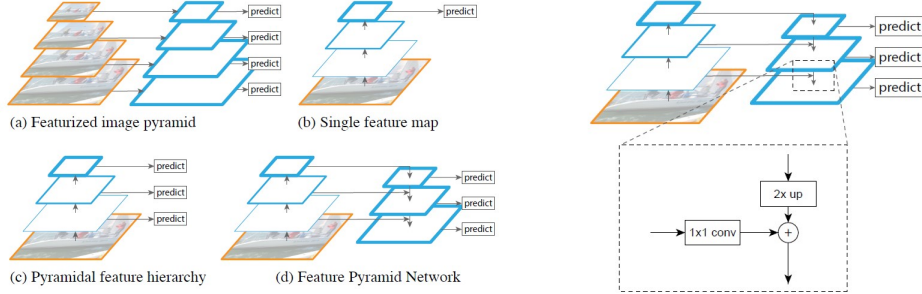 predict
predict
predict
predict
(a) Featurized image pyramid
predict
(b) Single feature map
predict
predict
predict
(c) Pyramidal feature hierarchy
predict
predict
predict
(d) Feature Pyramid Network
predict
predict
predict
2x up
1x1 conv
+